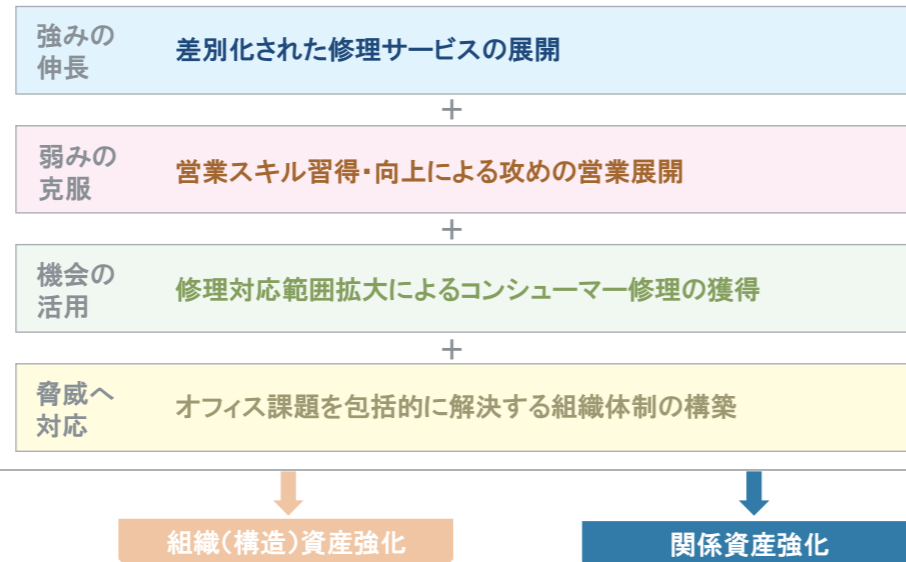 強みの
伸長
差別化された修理サービスの展開
+
弱みの
克服
営業スキル習得・向上による攻めの営業展開
+
機会の
活用
修理対応範囲拡大によるコンシューマー修理の獲得
+
脅威へ
対応
オフィス課題を包括的に解決する組織体制の構築
組織(構造)資産強化
関係資産強化